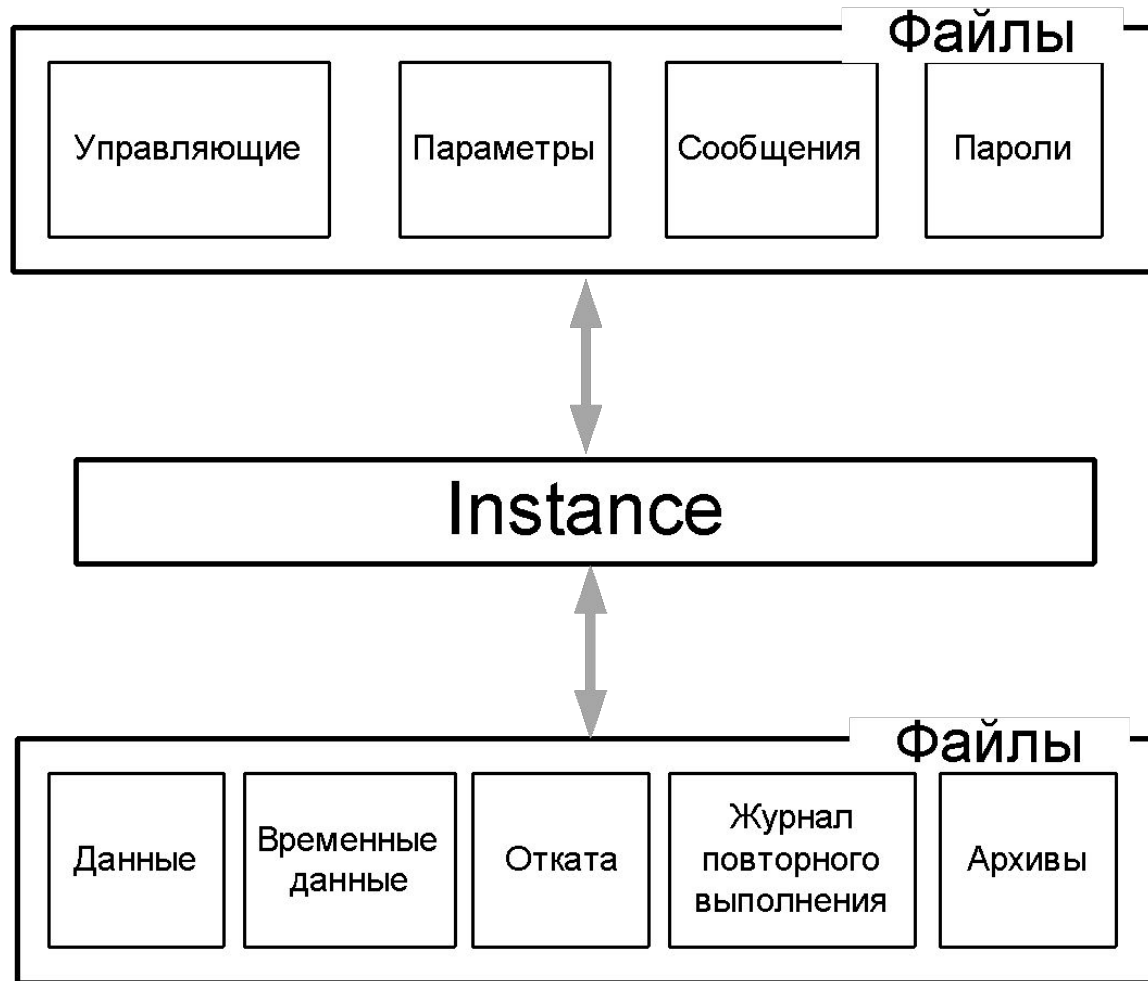 Файлы
Управляющие
Параметры
Сообщения
Пароли
Instance
Файлы
Данные
Временные
данные
Отката
Журнал
повторного
выполнения
Архивы